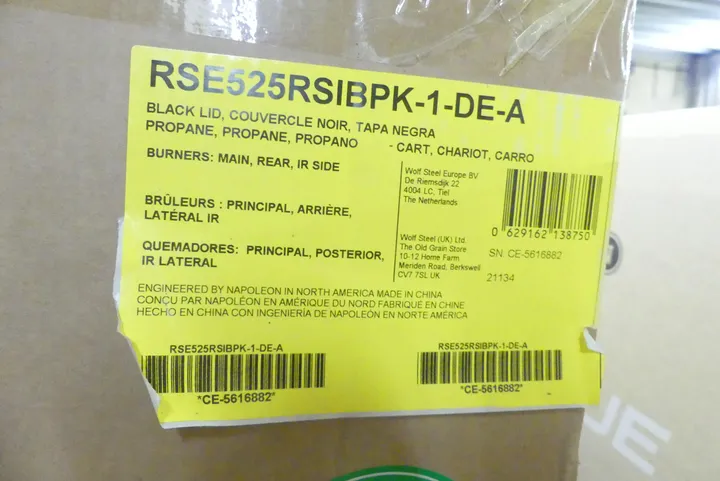 RSE525RSIBPK-1-DE-A
BLACK LID, COUVERCLE NOIR, TAPA NEGRA
PROPANE, PROPANE, PROPANO - CART, CHARIOT, CARRO
BURNERS: MAIN, REAR, IR SIDE
BRÛLEURS : PRINCIPAL, ARRIÈRE,
LATÉRAL IR
QUEMADORES: PRINCIPAL, POSTERIOR,
IR LATERAL
Wolf Steel Europe BV
De Riemsdijk 22
4004 LC, Tiel
The Netherlands
Wolf Steel (UK) Ltd.
The Old Grain Store
10-12 Home Farm
Meriden Road, Berkswell
CV7 7SL UK
0 629162 138750
SN: CE-5616882
21134
ENGINEERED BY NAPOLEON IN NORTH AMERICA MADE IN CHINA
CONÇU PAR NAPOLÉON EN AMÉRIQUE DU NORD FABRIQUÉ EN CHINE
HECHO EN CHINA CON INGENIERÍA DE NAPOLEON EN NORTE AMÉRICA
RSE525RSIBPK-1-DE-A
*CE-5616882*
RSE525RSIBPK-1-DE-A
*CE-5616882*